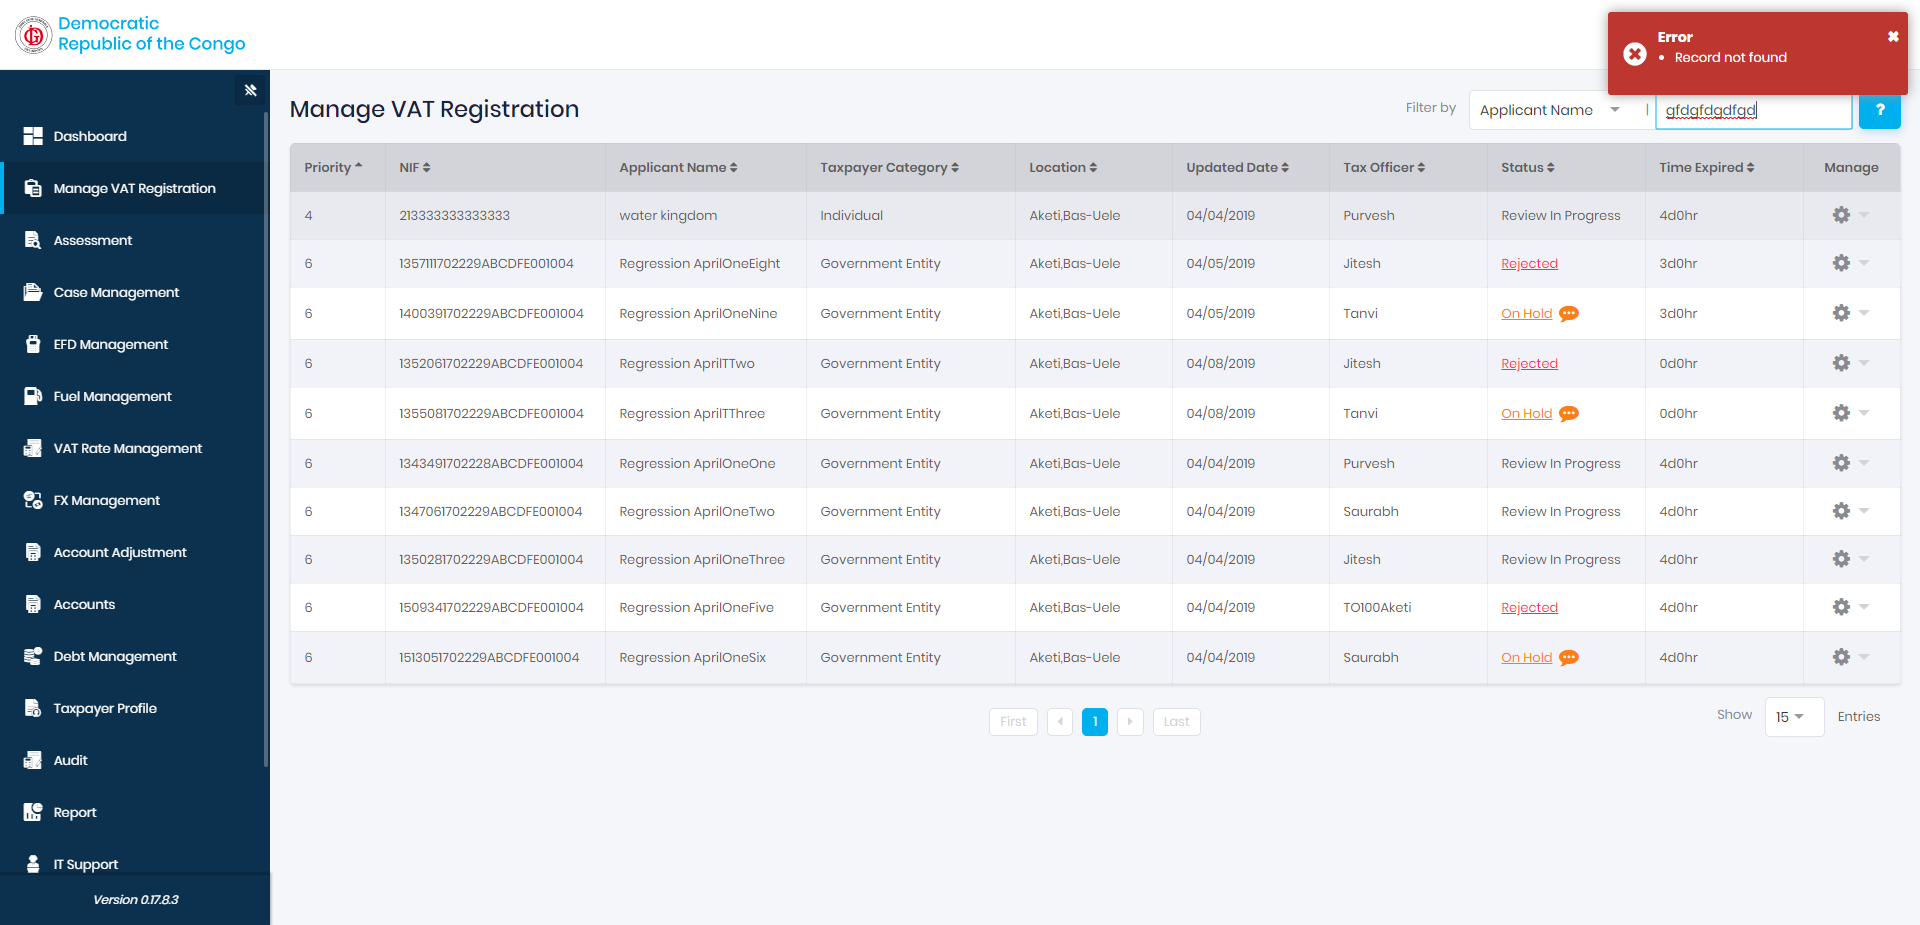 Democratic
Republic of the Congo
Error
Record not found
Manage VAT Registration
Filter by Applicant Name | gfdgfdgdfgd ?
Dashboard
Manage VAT Registration
Assessment
Case Management
EFD Management
Fuel Management
VAT Rate Management
FX Management
Account Adjustment
Accounts
Debt Management
Taxpayer Profile
Audit
Report
IT Support
Version 0.17.8.3
Priority NIF Applicant Name Taxpayer Category Location Updated Date Tax Officer Status Time Expired Manage
4 213333333333333 water kingdom Individual Aketi,Bas-Uele 04/04/2019 Purvesh Review In Progress 4d0hr
6 1357111702229ABCDFE001004 Regression AprilOneEight Government Entity Aketi,Bas-Uele 04/05/2019 Jitesh Rejected 3d0hr
6 1400391702229ABCDFE001004 Regression AprilOneNine Government Entity Aketi,Bas-Uele 04/05/2019 Tanvi On Hold 3d0hr
6 1352061702229ABCDFE001004 Regression AprilTTwo Government Entity Aketi,Bas-Uele 04/08/2019 Jitesh Rejected 0d0hr
6 1355081702229ABCDFE001004 Regression AprilTThree Government Entity Aketi,Bas-Uele 04/08/2019 Tanvi On Hold 0d0hr
6 1343491702228ABCDFE001004 Regression AprilOneOne Government Entity Aketi,Bas-Uele 04/04/2019 Purvesh Review In Progress 4d0hr
6 1347061702229ABCDFE001004 Regression AprilOneTwo Government Entity Aketi,Bas-Uele 04/04/2019 Saurabh Review In Progress 4d0hr
6 1350281702229ABCDFE001004 Regression AprilOneThree Government Entity Aketi,Bas-Uele 04/04/2019 Jitesh Review In Progress 4d0hr
6 1509341702229ABCDFE001004 Regression AprilOneFive Government Entity Aketi,Bas-Uele 04/04/2019 TO100Aketi Rejected 4d0hr
6 1513051702229ABCDFE001004 Regression AprilOneSix Government Entity Aketi,Bas-Uele 04/04/2019 Saurabh On Hold 4d0hr
First 1 Last
Show 15 Entries